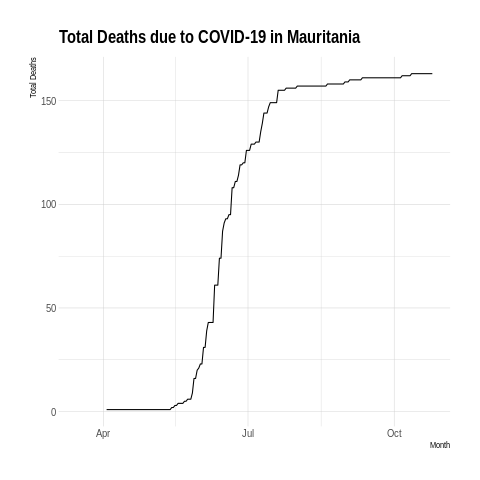 Total Deaths due to COVID-19 in Mauritania
Total Deaths
150
100
50
0
Apr
Jul
Oct
Month